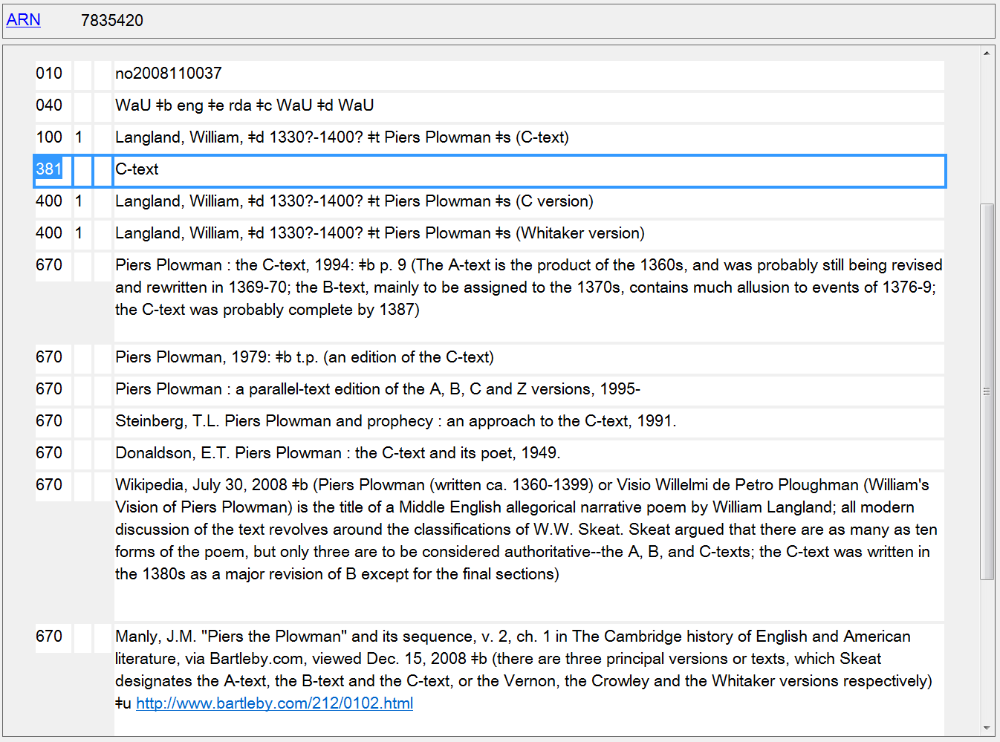 ARN 7835420
010 no2008110037
040 WaU ǂb eng ǂe rda ǂc WaU ǂd WaU
100 1 Langland, William, ǂd 1330?-1400? ǂt Piers Plowman ǂs (C-text)
381 C-text
400 1 Langland, William, ǂd 1330?-1400? ǂt Piers Plowman ǂs (C version)
400 1 Langland, William, ǂd 1330?-1400? ǂt Piers Plowman ǂs (Whitaker version)
670 Piers Plowman : the C-text, 1994: ǂb p. 9 (The A-text is the product of the 1360s, and was probably still being revised
and rewritten in 1369-70; the B-text, mainly to be assigned to the 1370s, contains much allusion to events of 1376-9;
the C-text was probably complete by 1387)
670 Piers Plowman, 1979: ǂb t.p. (an edition of the C-text)
670 Piers Plowman : a parallel-text edition of the A, B, C and Z versions, 1995-
670 Steinberg, T.L. Piers Plowman and prophecy : an approach to the C-text, 1991.
670 Donaldson, E.T. Piers Plowman : the C-text and its poet, 1949.
670 Wikipedia, July 30, 2008 ǂb (Piers Plowman (written ca. 1360-1399) or Visio Willelmi de Petro Ploughman (William's
Vision of Piers Plowman) is the title of a Middle English allegorical narrative poem by William Langland; all modern
discussion of the text revolves around the classifications of W.W. Skeat. Skeat argued that there are as many as ten
forms of the poem, but only three are to be considered authoritative--the A, B, and C-texts; the C-text was written in
the 1380s as a major revision of B except for the final sections)
670 Manly, J.M. "Piers the Plowman" and its sequence, v. 2, ch. 1 in The Cambridge history of English and American
literature, via Bartleby.com, viewed Dec. 15, 2008 ǂb (there are three principal versions or texts, which Skeat
designates the A-text, the B-text and the C-text, or the Vernon, the Crowley and the Whitaker versions respectively)
ǂu http://www.bartleby.com/212/0102.html